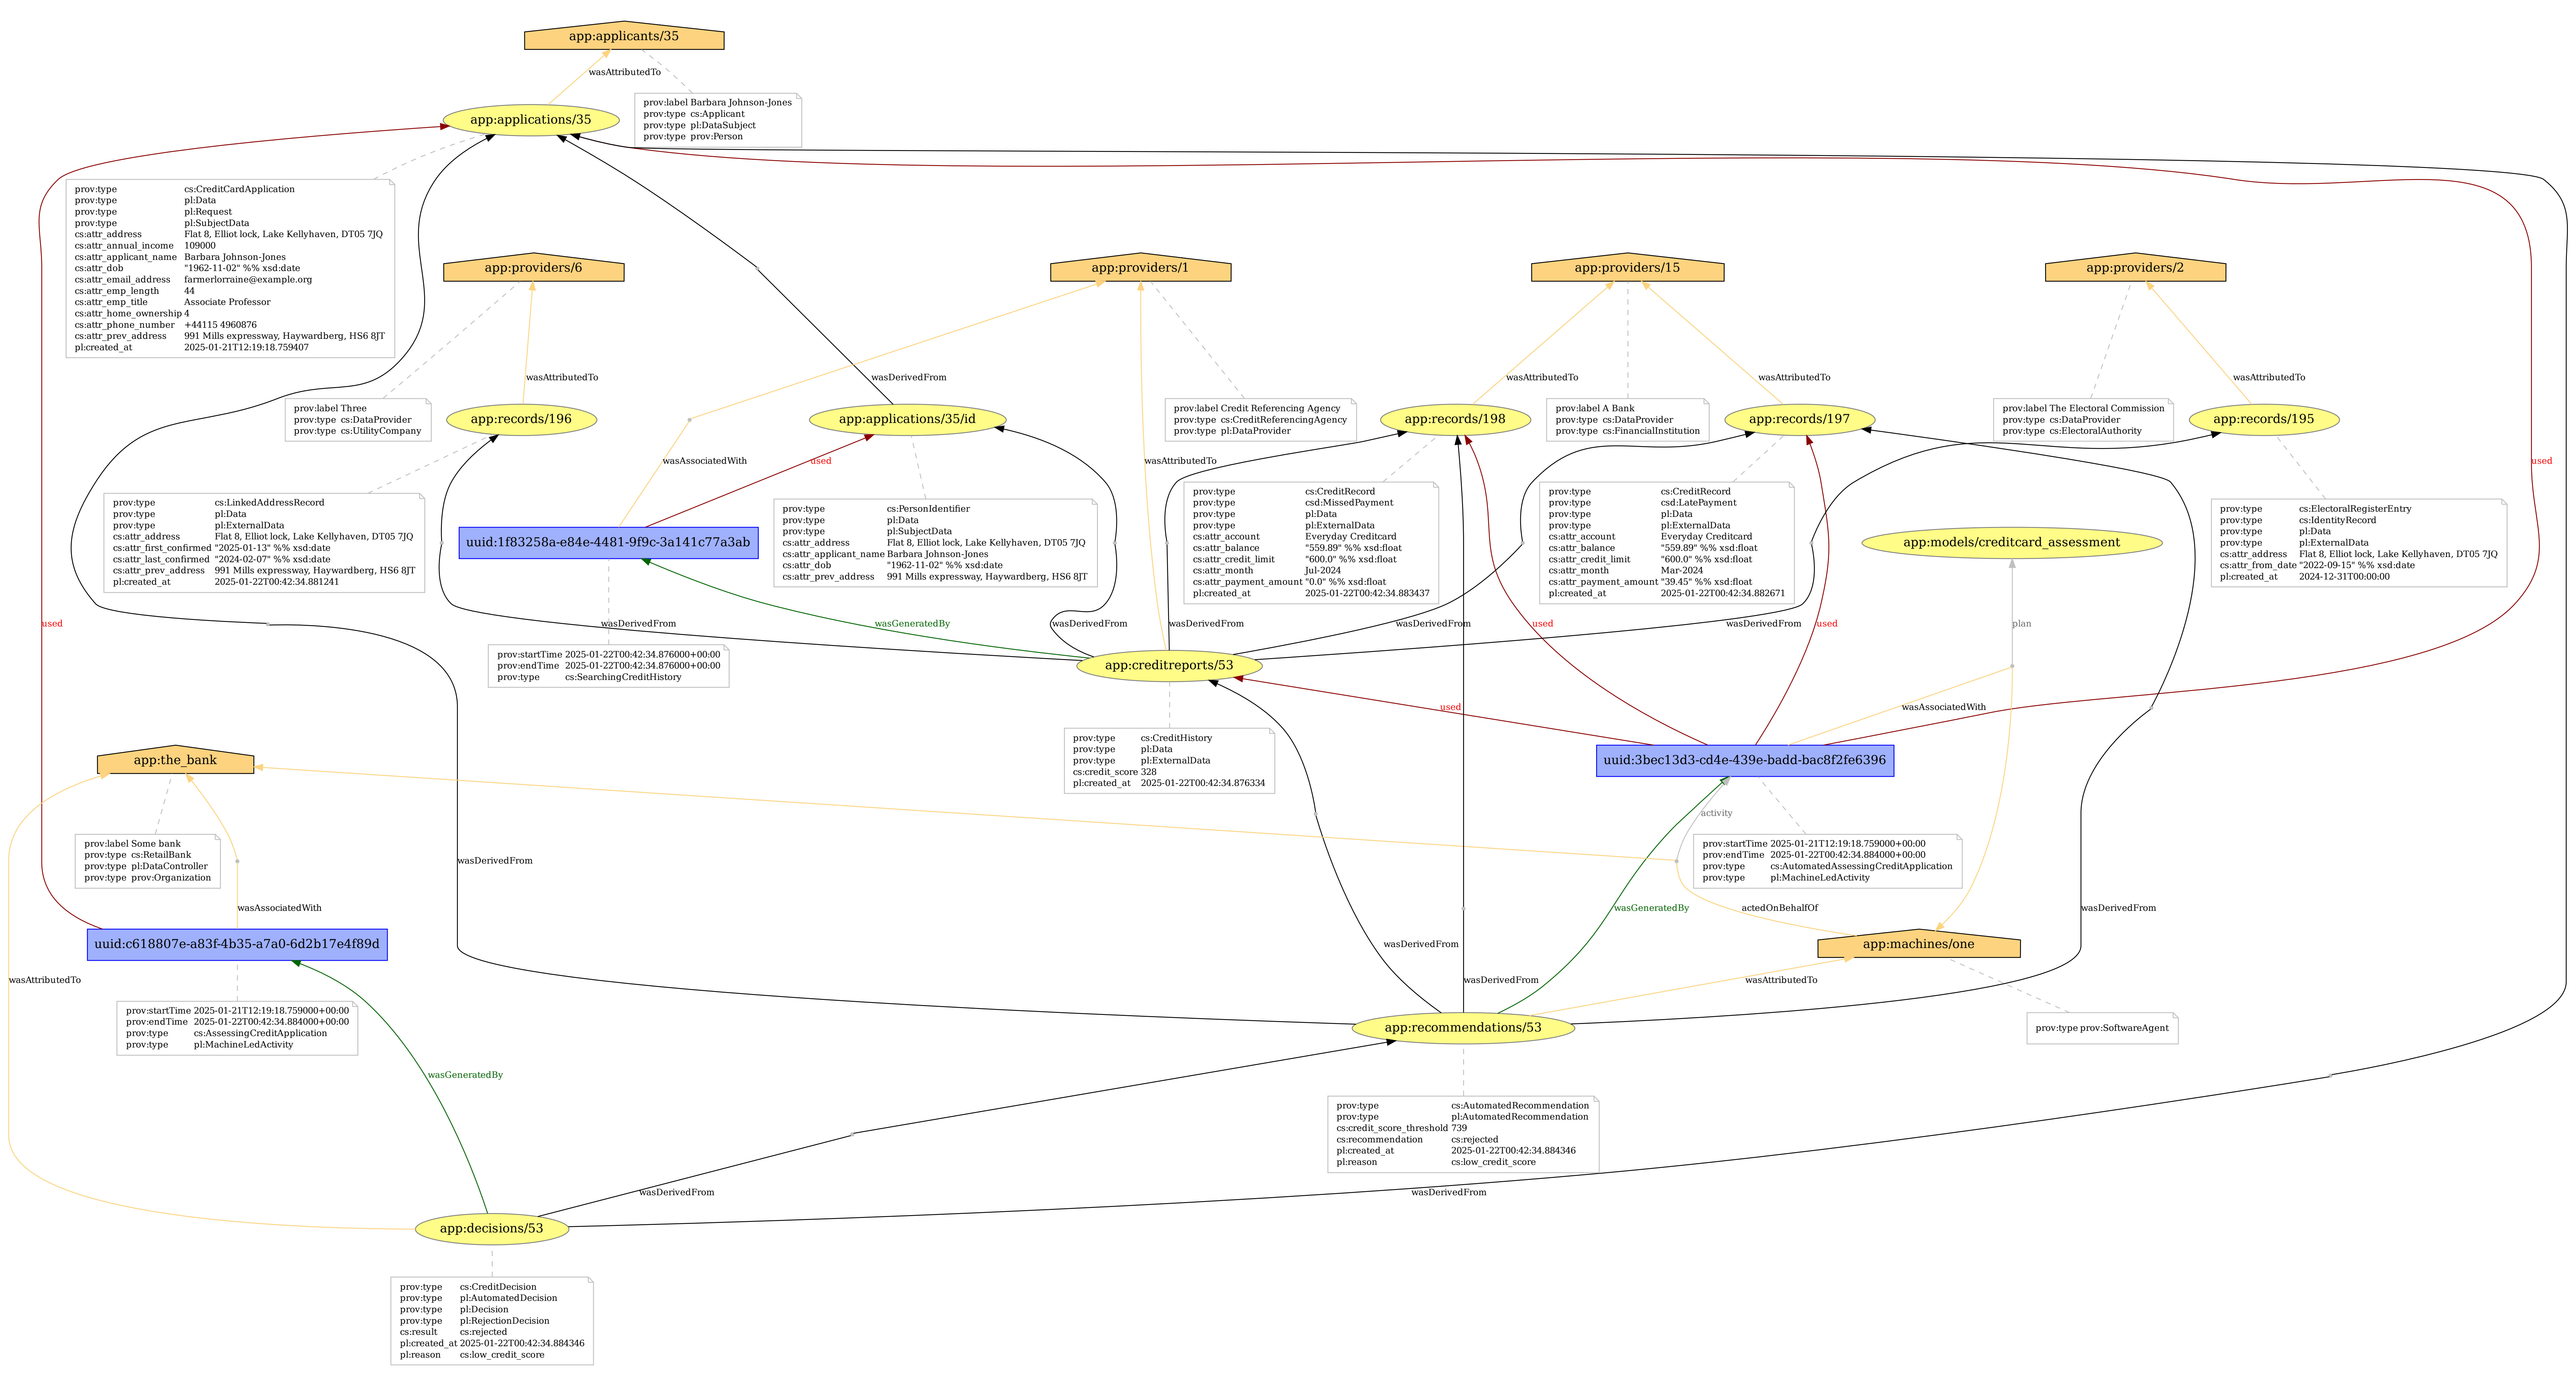 app:applicants/35
wasAttributedTo
prov:label Barbara Johnson-Jones
prov:type cs:Applicant
prov:type pl:DataSubject
prov:type prov:Person
app:applications/35
prov:type cs:CreditCardApplication
prov:type pl:Data
prov:type pl:Request
prov:type pl:SubjectData
cs:attr_address Flat 8, Elliot lock, Lake Kellyhaven, DT05 7JQ
cs:attr_annual_income 109000
cs:attr_applicant_name Barbara Johnson-Jones
cs:attr_dob "1962-11-02" %% xsd:date
cs:attr_email_address farmerlorraine@example.org
cs:attr_emp_length 44
cs:attr_emp_title Associate Professor
cs:attr_home_ownership 4
cs:attr_phone_number +44115 4960876
cs:attr_prev_address 991 Mills expressway, Haywardberg, HS6 8JT
pl:created_at 2025-01-21T12:19:18.759407
app:providers/6
app:providers/1
app:providers/15
app:providers/2
wasAttributedTo
wasDerivedFrom
wasAttributedTo
wasAttributedTo
wasAttributedTo
prov:label Three
prov:type cs:DataProvider
prov:type cs:UtilityCompany
app:records/196
app:applications/35/id
prov:label Credit Referencing Agency
prov:type cs:CreditReferencingAgency
prov:type pl:DataProvider
app:records/198
prov:label A Bank
prov:type cs:DataProvider
prov:type cs:FinancialInstitution
app:records/197
prov:label The Electoral Commission
prov:type cs:DataProvider
prov:type cs:ElectoralAuthority
app:records/195
wasAssociatedWith
used
wasAttributedTo
used
prov:type cs:LinkedAddressRecord
prov:type pl:Data
prov:type pl:ExternalData
cs:attr_address Flat 8, Elliot lock, Lake Kellyhaven, DT05 7JQ
cs:attr_first_confirmed "2025-01-13" %% xsd:date
cs:attr_last_confirmed "2024-02-07" %% xsd:date
cs:attr_prev_address 991 Mills expressway, Haywardberg, HS6 8JT
pl:created_at 2025-01-22T00:42:34.881241
uuid:1f83258a-e84e-4481-9f9c-3a141c77a3ab
prov:type cs:PersonIdentifier
prov:type pl:Data
prov:type pl:SubjectData
cs:attr_address Flat 8, Elliot lock, Lake Kellyhaven, DT05 7JQ
cs:attr_applicant_name Barbara Johnson-Jones
cs:attr_dob "1962-11-02" %% xsd:date
cs:attr_prev_address 991 Mills expressway, Haywardberg, HS6 8JT
prov:type cs:CreditRecord
prov:type csd:MissedPayment
prov:type pl:Data
prov:type pl:ExternalData
cs:attr_account Everyday Creditcard
cs:attr_balance "559.89" %% xsd:float
cs:attr_credit_limit "600.0" %% xsd:float
cs:attr_month Jul-2024
cs:attr_payment_amount "0.0" %% xsd:float
pl:created_at 2025-01-22T00:42:34.883437
prov:type cs:CreditRecord
prov:type csd:LatePayment
prov:type pl:Data
prov:type pl:ExternalData
cs:attr_account Everyday Creditcard
cs:attr_balance "559.89" %% xsd:float
cs:attr_credit_limit "600.0" %% xsd:float
cs:attr_month Mar-2024
cs:attr_payment_amount "39.45" %% xsd:float
pl:created_at 2025-01-22T00:42:34.882671
app:models/creditcard_assessment
prov:type cs:ElectoralRegisterEntry
prov:type cs:IdentityRecord
prov:type pl:Data
prov:type pl:ExternalData
cs:attr_address Flat 8, Elliot lock, Lake Kellyhaven, DT05 7JQ
cs:attr_from_date "2022-09-15" %% xsd:date
pl:created_at 2024-12-31T00:00:00
used
wasDerivedFrom
wasGeneratedBy
wasDerivedFrom
wasDerivedFrom
wasDerivedFrom
used
wasDerivedFrom
used
plan
prov:startTime 2025-01-22T00:42:34.876000+00:00
prov:endTime 2025-01-22T00:42:34.876000+00:00
prov:type cs:SearchingCreditHistory
app:creditreports/53
used
wasAssociatedWith
prov:type cs:CreditHistory
prov:type pl:Data
prov:type pl:ExternalData
cs:credit_score 328
pl:created_at 2025-01-22T00:42:34.876334
app:the_bank
uuid:3bec13d3-cd4e-439e-badd-bac8f2fe6396
activity
prov:label Some bank
prov:type cs:RetailBank
prov:type pl:DataController
prov:type prov:Organization
prov:startTime 2025-01-21T12:19:18.759000+00:00
prov:endTime 2025-01-22T00:42:34.884000+00:00
prov:type cs:AutomatedAssessingCreditApplication
prov:type pl:MachineLedActivity
wasDerivedFrom
wasAssociatedWith
wasGeneratedBy
actedOnBehalfOf
wasDerivedFrom
uuid:c618807e-a83f-4b35-a7a0-6d2b17e4f89d
wasDerivedFrom
app:machines/one
wasAttributedTo
wasDerivedFrom
wasAttributedTo
prov:startTime 2025-01-21T12:19:18.759000+00:00
prov:endTime 2025-01-22T00:42:34.884000+00:00
prov:type cs:AssessingCreditApplication
prov:type pl:MachineLedActivity
app:recommendations/53
prov:type prov:SoftwareAgent
wasGeneratedBy
prov:type cs:AutomatedRecommendation
prov:type pl:AutomatedRecommendation
cs:credit_score_threshold 739
cs:recommendation cs:rejected
pl:created_at 2025-01-22T00:42:34.884346
pl:reason cs:low_credit_score
wasDerivedFrom
wasDerivedFrom
app:decisions/53
prov:type cs:CreditDecision
prov:type pl:AutomatedDecision
prov:type pl:Decision
prov:type pl:RejectionDecision
cs:result cs:rejected
pl:created_at 2025-01-22T00:42:34.884346
pl:reason cs:low_credit_score